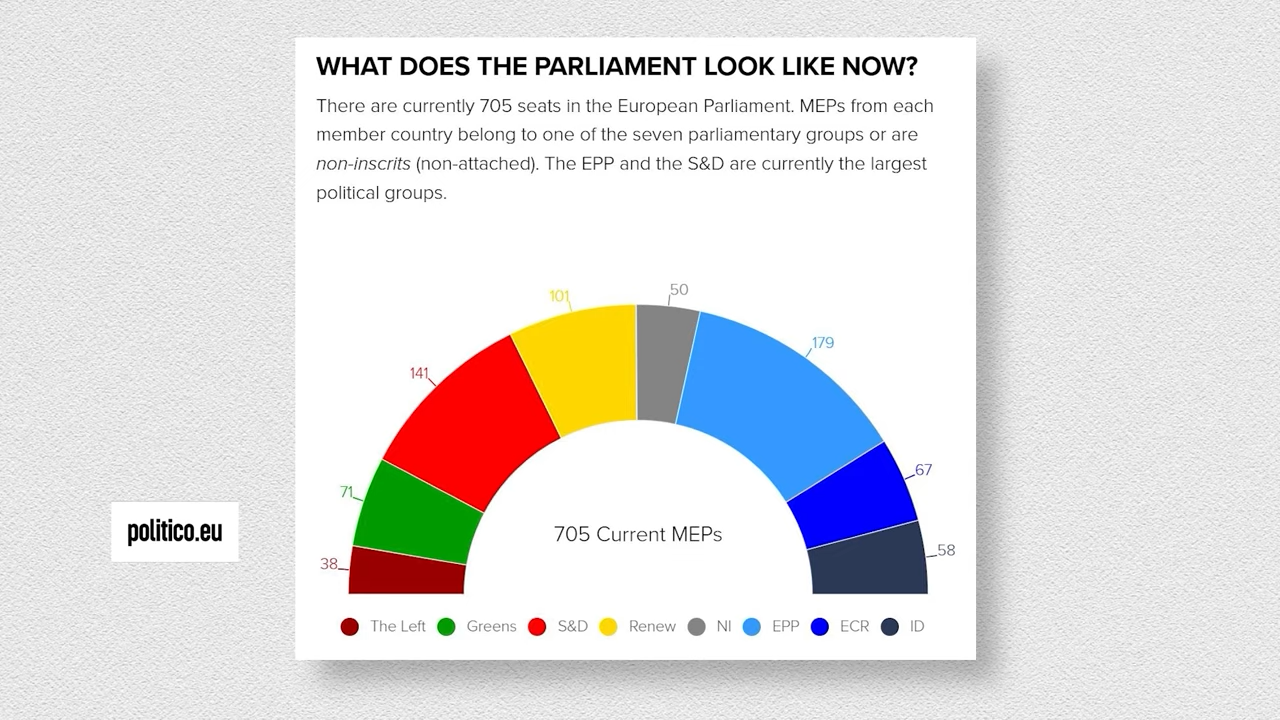 WHAT DOES THE PARLIAMENT LOOK LIKE NOW?
There are currently 705 seats in the European Parliament. MEPs from each
member country belong to one of the seven parliamentary groups or are
non-inscrits (non-attached). The EPP and the S&D are currently the largest
political groups.
50
101
179
141
67
71
705 Current MEPs
politico.eu
58
38
The Left Greens S&D Renew NI EPP ECR ID